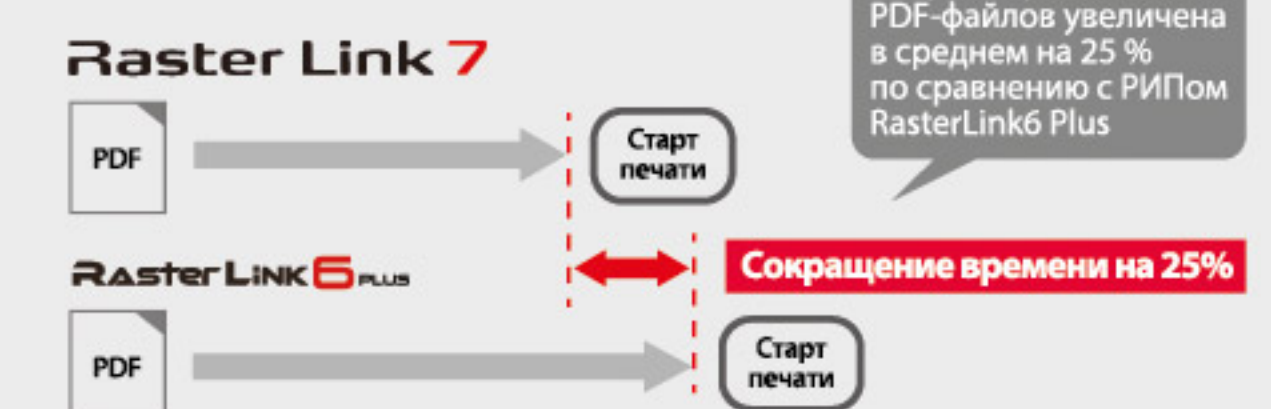 PDF-файлов увеличена
в среднем на 25 %
по сравнению с РИПом
RasterLink6 Plus
Raster Link 7
PDF
Старт
печати
RASTER LINK 6 PLUS
Сокращение времени на 25%
PDF
Старт
печати